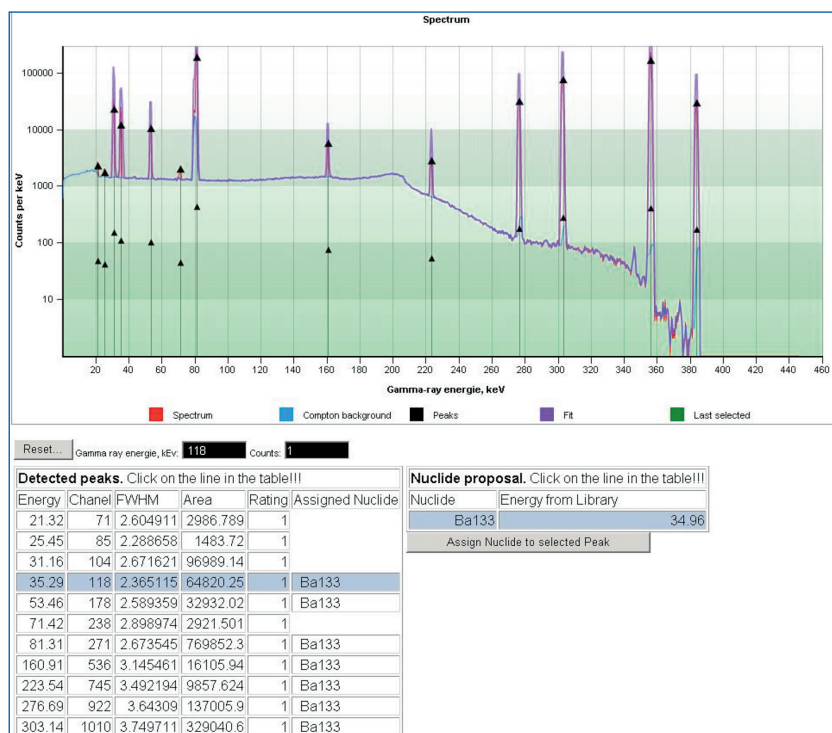 Spectrum
100000
10000
1000
100
10
Counts per keV
20 40 60 80 100 120 140 160 180 200 220 240 260 280 300 320 340 360 380 400 420 440 460
Gamma-ray energie, keV
Spectrum Compton background Peaks Fit Last selected
Reset... Gamma ray energie, kEv: 118 Counts: 1
Detected peaks. Click on the line in the table!!!
Energy Chanel FWHM Area Rating Assigned Nuclide
21.32 71 2.604911 2986.789 1
25.45 85 2.288658 1483.72 1
31.16 104 2.671621 96989.14 1
35.29 118 2.365115 64820.25 1 Ba133
53.46 178 2.589359 32932.02 1 Ba133
71.42 238 2.898974 2921.501 1
81.31 271 2.673545 769852.3 1 Ba133
160.91 536 3.145461 16105.94 1 Ba133
223.54 745 3.492194 9857.624 1 Ba133
276.69 922 3.64309 137005.9 1 Ba133
303.14 1010 3.749711 329040.6 1 Ba133
Nuclide proposal. Click on the line in the table!!!
Nuclide Energy from Library
Ba133 34.96
Assign Nuclide to selected Peak